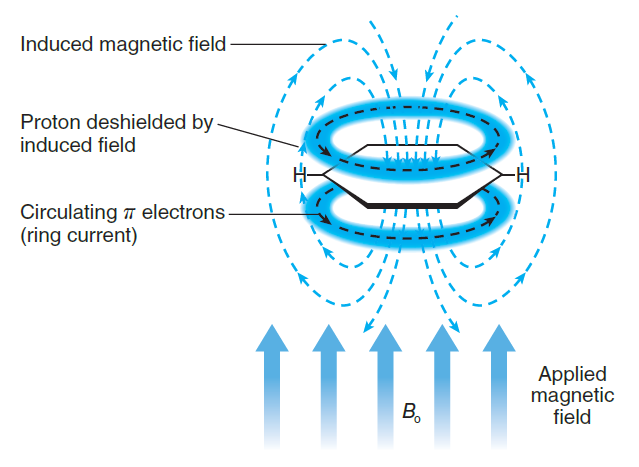 Induced magnetic field
Proton deshielded by
induced field
H
H
Circulating π electrons
(ring current)
Applied
magnetic
field
Bₒ